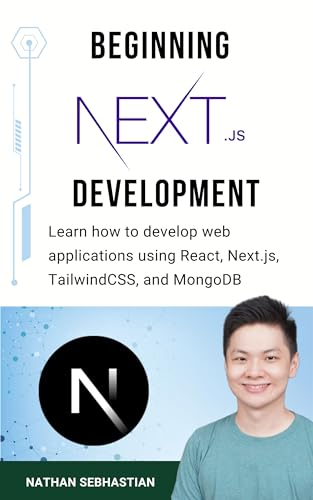 BEGINNING
NEXT.JS
DEVELOPMENT
Learn how to develop web
applications using React, Next.js,
TailwindCSS, and MongoDB
N
NATHAN SEBHASTIAN